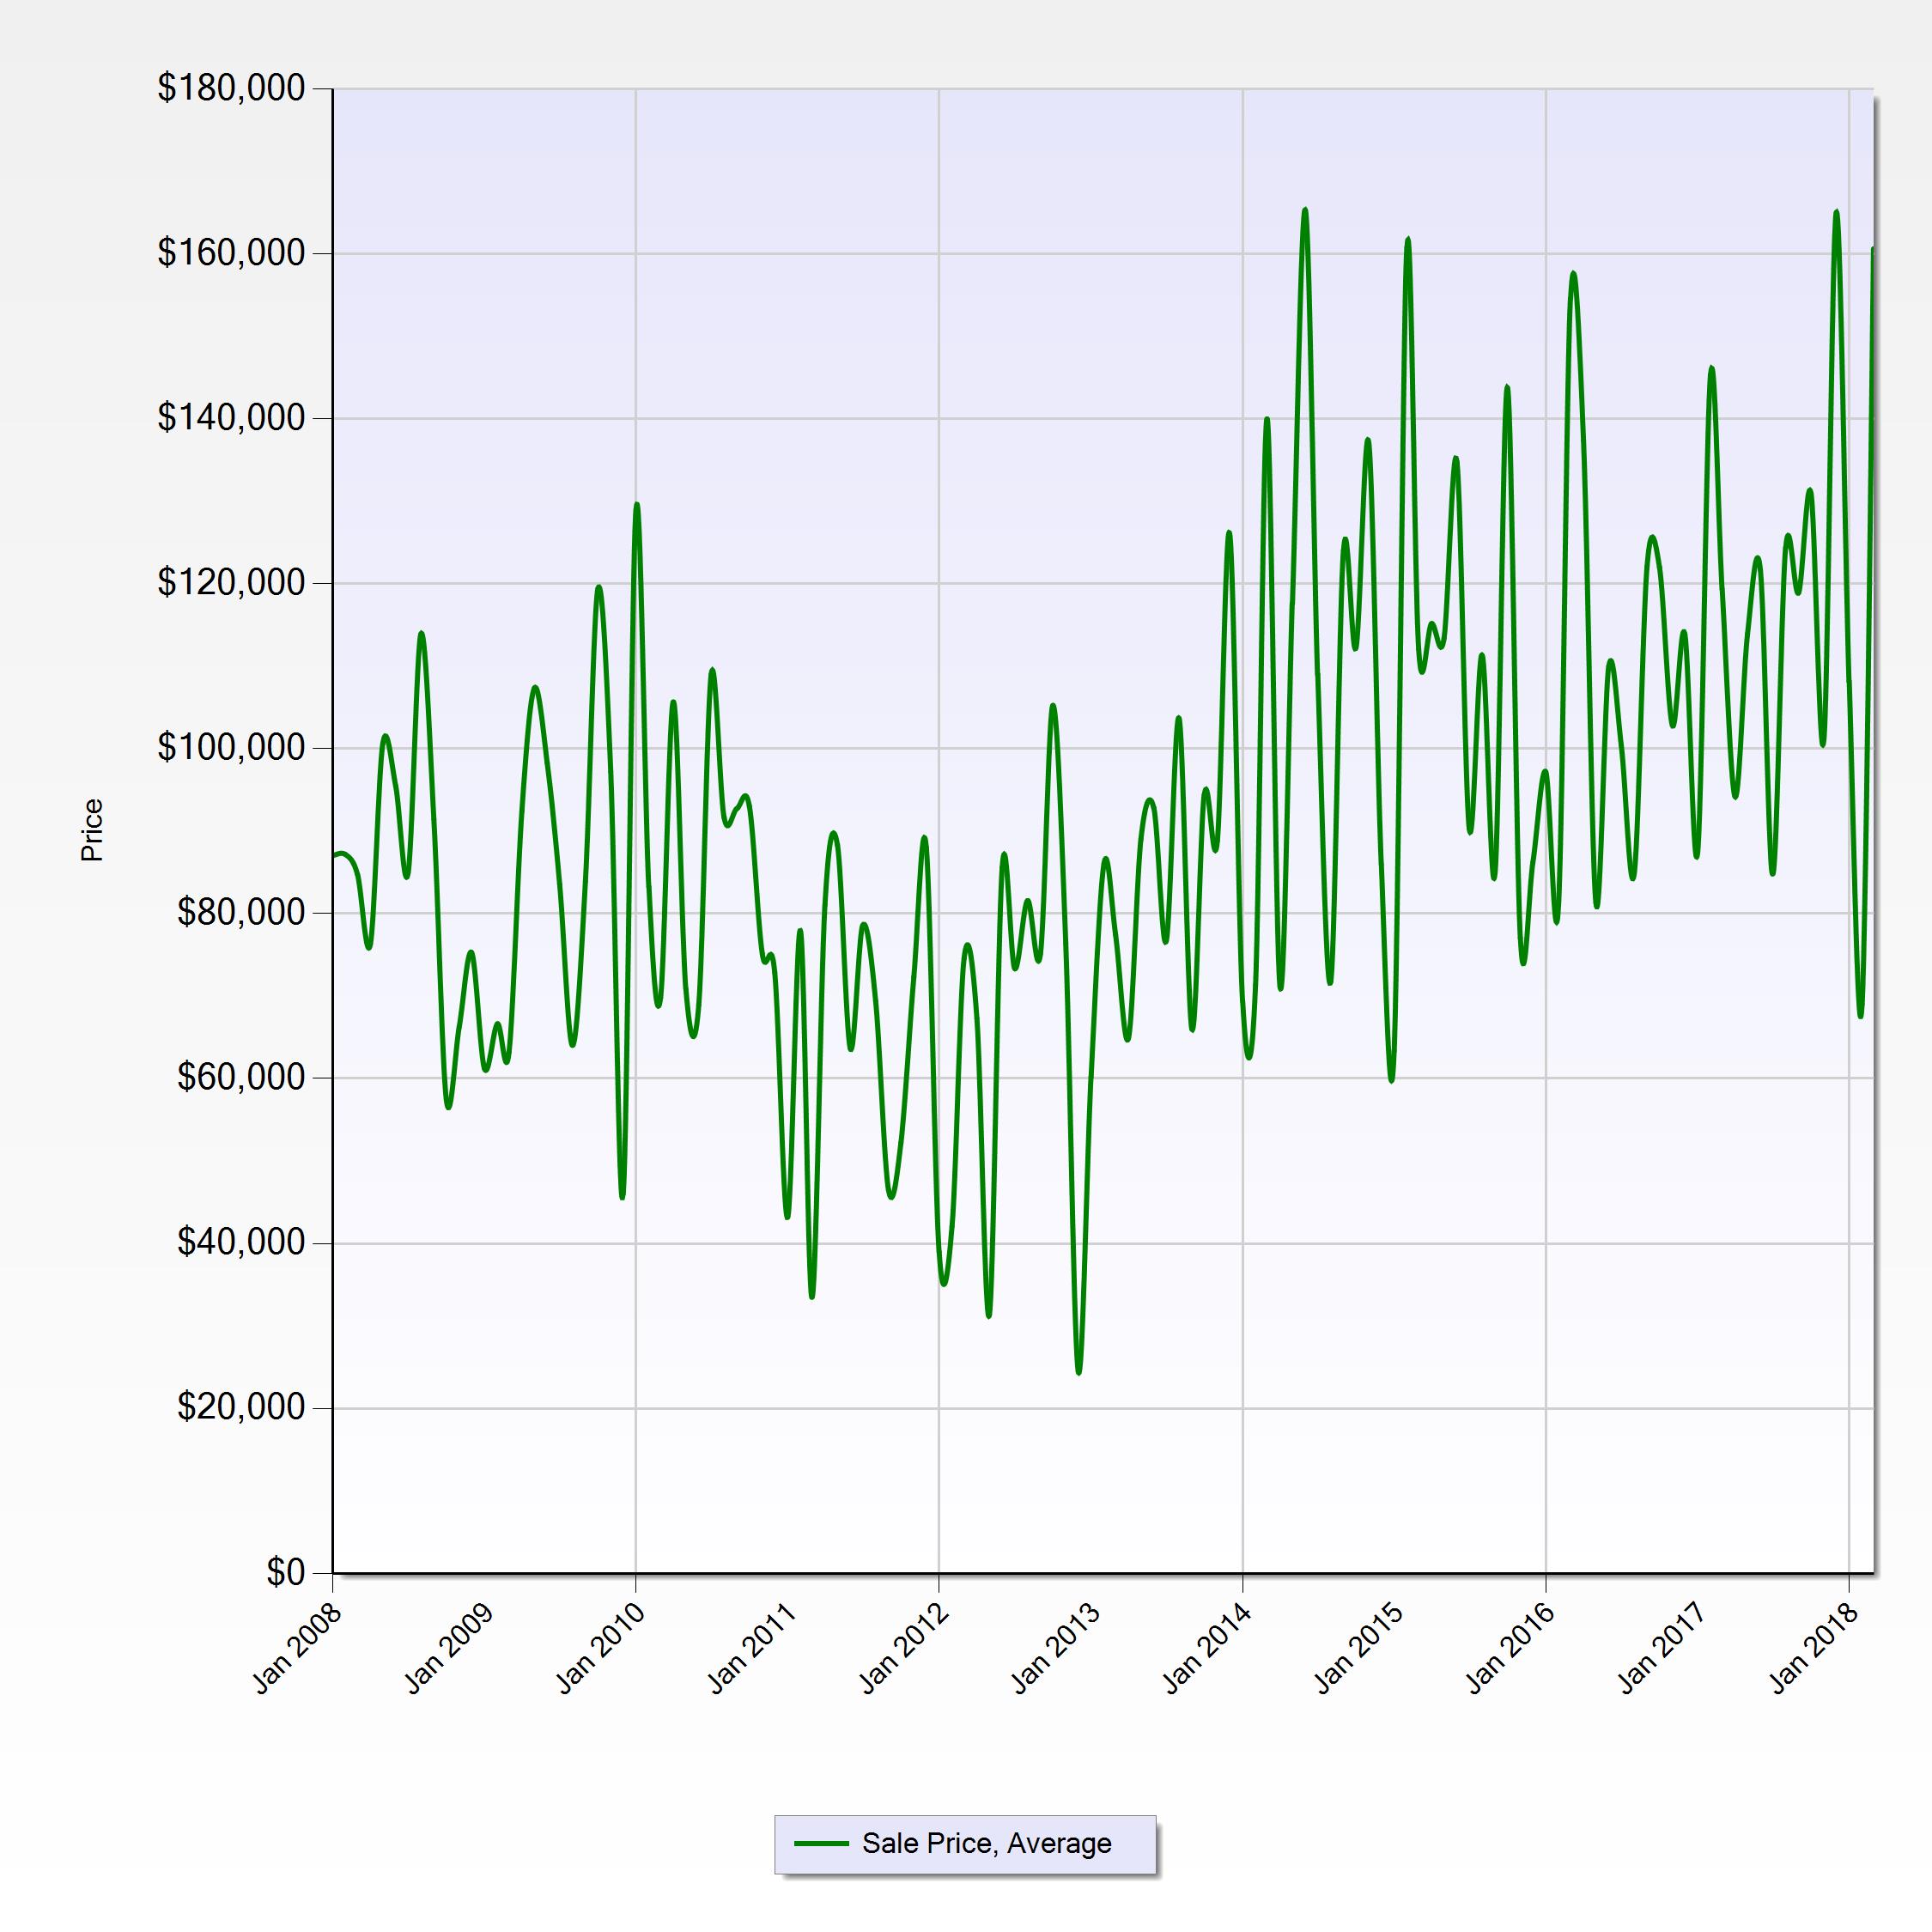 $180,000
$160,000
$140,000
$120,000
$100,000
$80,000
$60,000
$40,000
$20,000
$0
Price
Jan 2008
Jan 2009
Jan 2010
Jan 2011
Jan 2012
Jan 2013
Jan 2014
Jan 2015
Jan 2016
Jan 2017
Jan 2018
Sale Price, Average